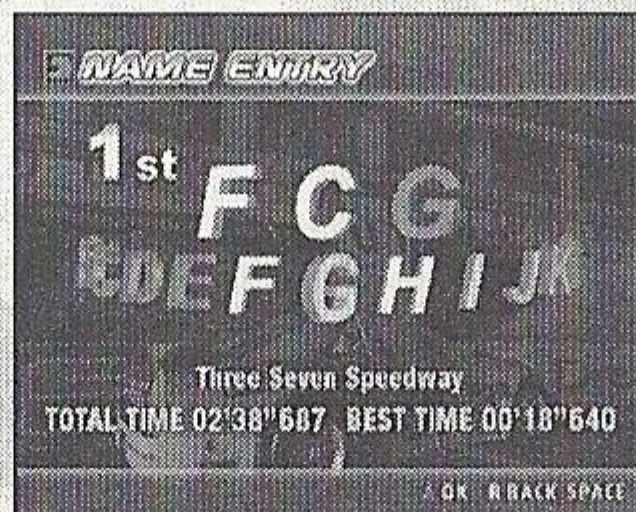 NAME ENTRY
1st
F C G
B C D E F G H I J K
Three Seven Speedway
TOTAL TIME 02'38"687 BEST TIME 00'18"640
A OK B BACK SPACE